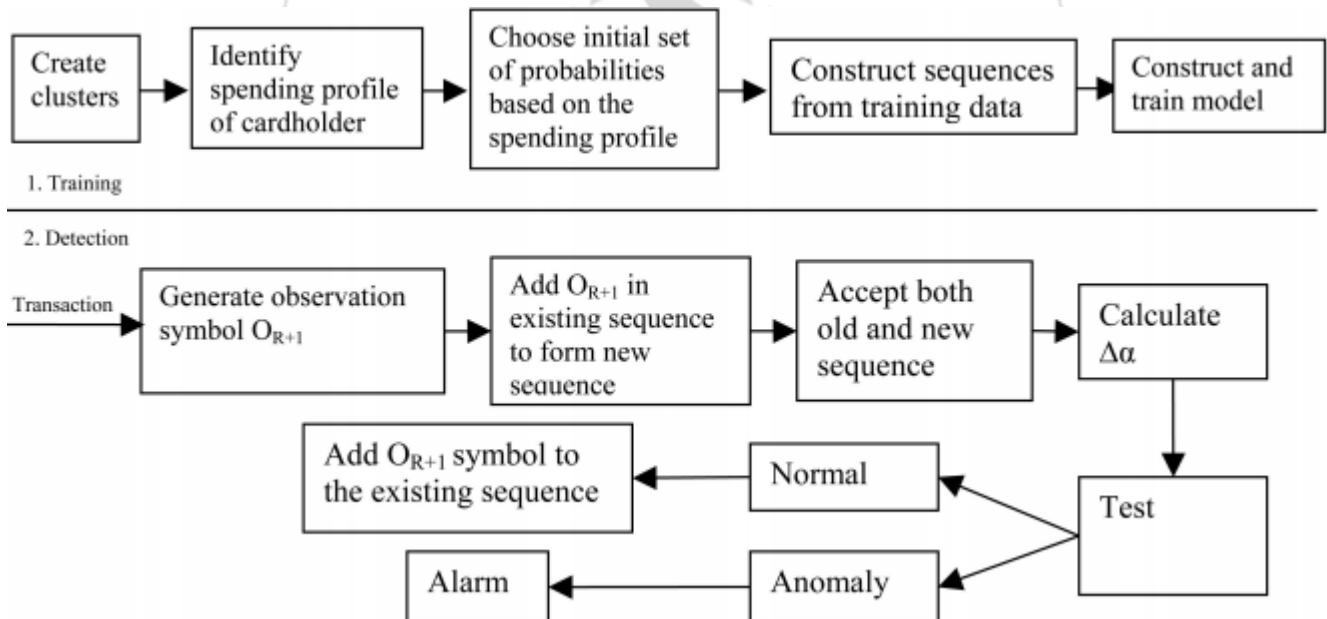 Create
clusters
Identify
spending profile
of cardholder
Choose initial set
of probabilities
based on the
spending profile
Construct sequences
from training data
Construct and
train model
1. Training
2. Detection
Transaction
Generate observation
symbol O_{R+1}
Add O_{R+1} in
existing sequence
to form new
sequence
Accept both
old and new
sequence
Calculate
Δα
Add O_{R+1} symbol to
the existing sequence
Normal
Test
Alarm
Anomaly